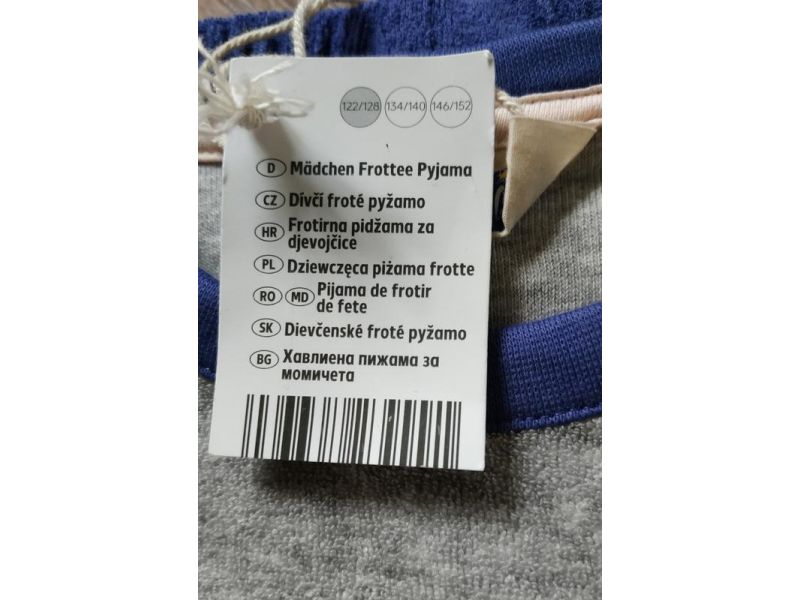 122/128 134/140 146/152
D Mädchen Frottee Pyjama
CZ Dívčí froté pyžamo
HR Frotirna pidžama za
djevojčice
PL Dziewczęca piżama frotte
RO MD Pijama de frotir
de fete
SK Dievčenské froté pyžamo
BG Хавлиена пижама за
момичета